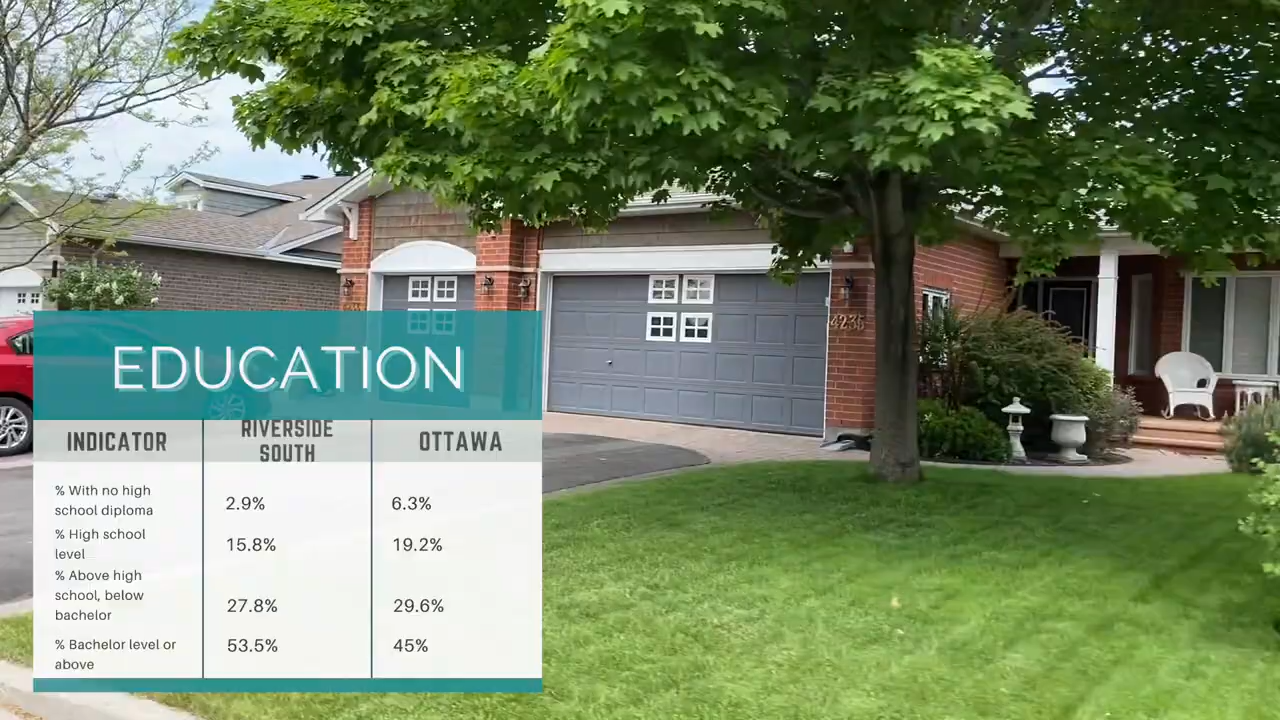 4235
EDUCATION
INDICATOR
RIVERSIDE
SOUTH
OTTAWA
% With no high
school diploma
2.9%
6.3%
% High school
level
15.8%
19.2%
% Above high
school, below
bachelor
27.8%
29.6%
% Bachelor level or
above
53.5%
45%